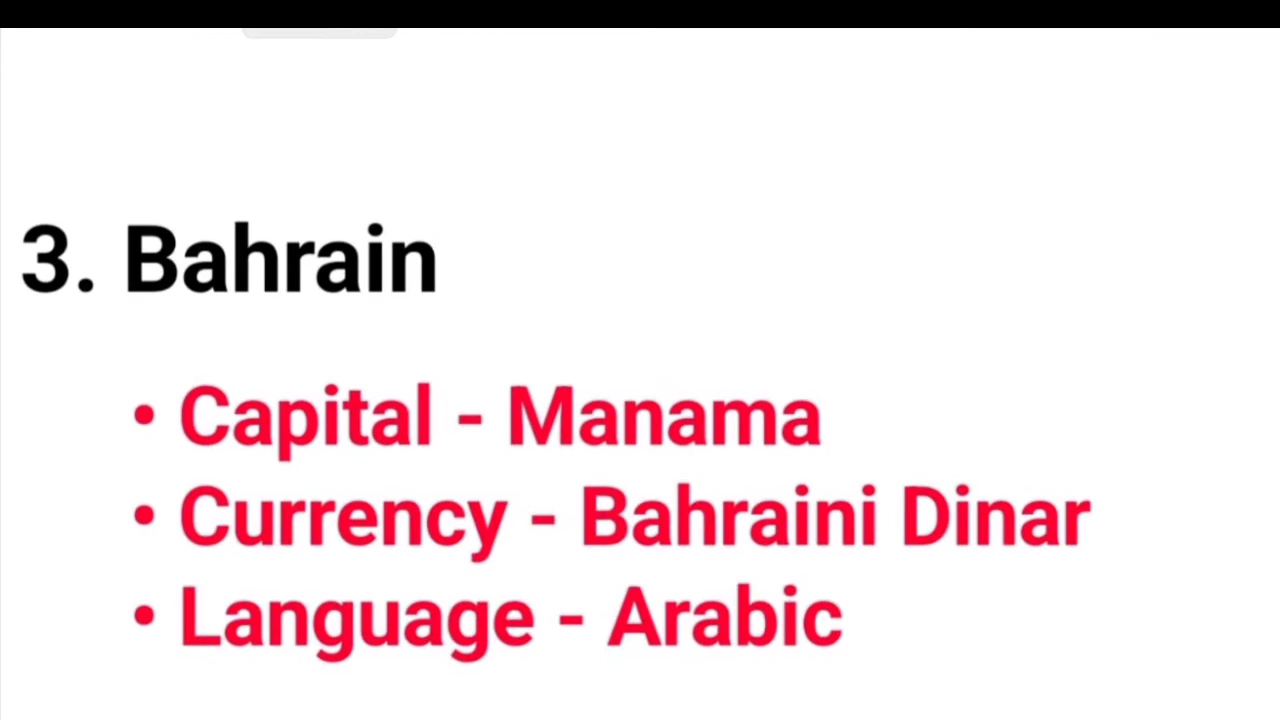 3. Bahrain
• Capital - Manama
• Currency - Bahraini Dinar
• Language - Arabic